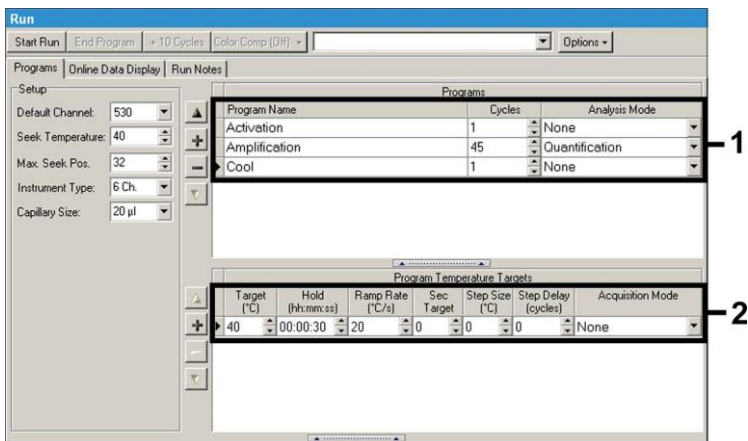 Run
Start Run End Program + 10 Cycles Color Comp (Off) Options
Programs Online Data Display Run Notes
Setup
Default Channel: 530
Seek Temperature: 40
Max. Seek Pos. 32
Instrument Type: 6 Ch.
Capillary Size: 20 µl
Programs
Program Name Cycles Analysis Mode
Activation 1 None
Amplification 45 Quantification
Cool 1 None
1
Program Temperature Targets
Target (°C) Hold (hh:mm:ss) Ramp Rate (°C/s) Sec Target Step Size (°C) Step Delay (cycles) Acquisition Mode
40 00:00:30 20 0 0 0 None
2